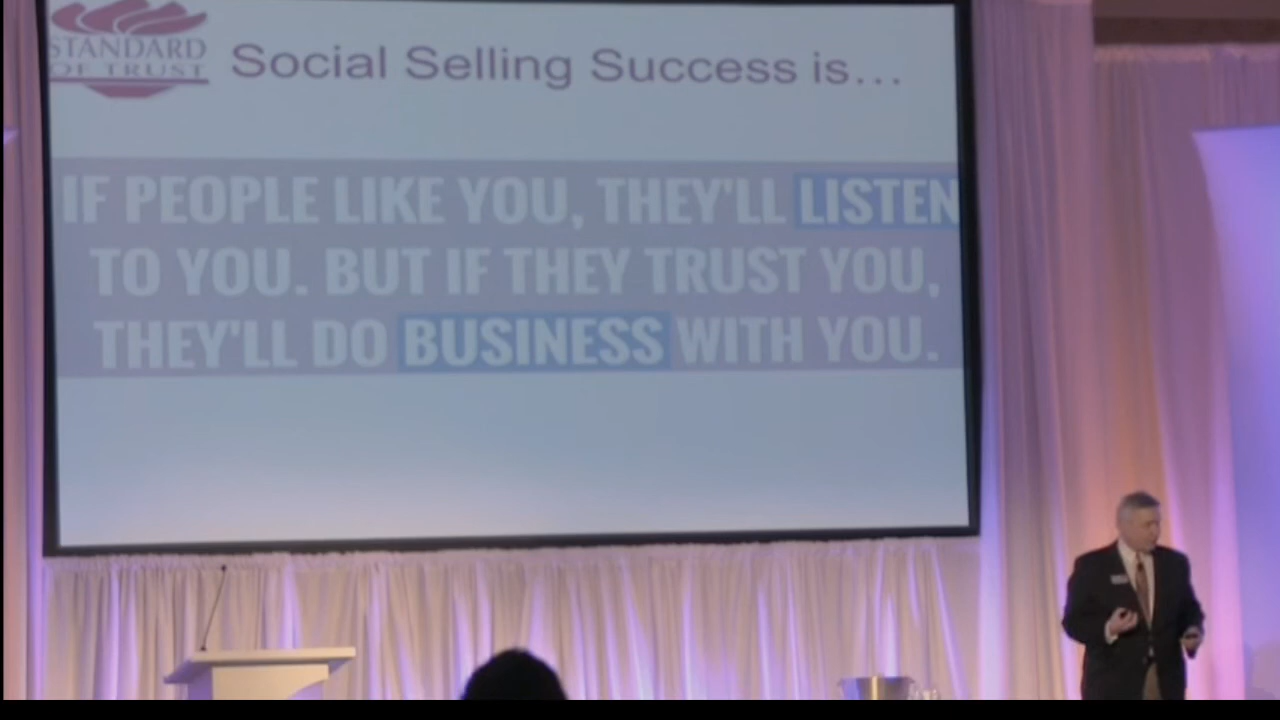 STANDARD
OF TRUST
Social Selling Success is...
IF PEOPLE LIKE YOU, THEY'LL LISTEN
TO YOU. BUT IF THEY TRUST YOU,
THEY'LL DO BUSINESS WITH YOU.